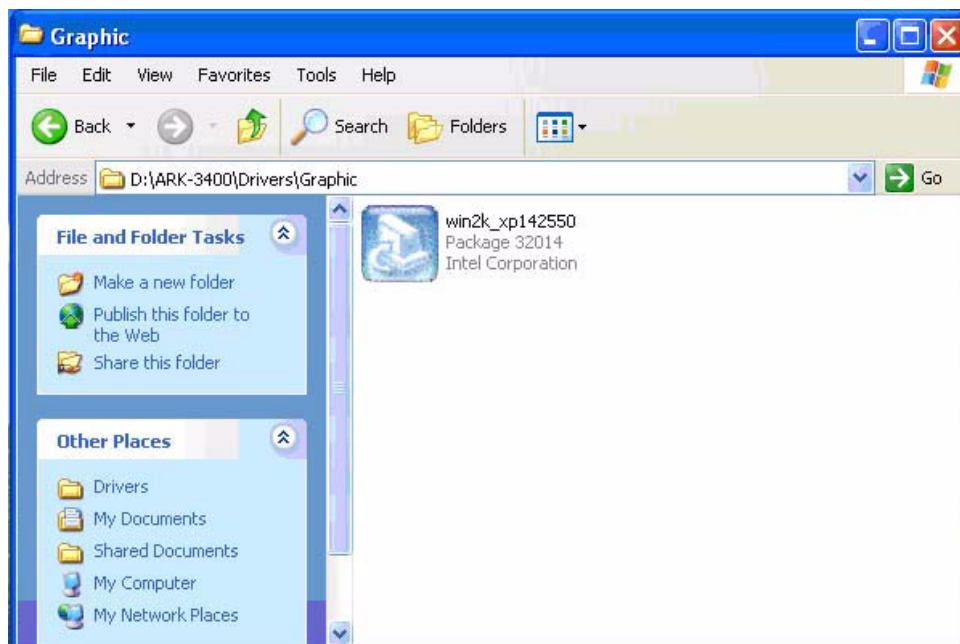 Graphic
File Edit View Favorites Tools Help
Back Search Folders
Address D:\ARK-3400\Drivers\Graphic Go
File and Folder Tasks
Make a new folder
Publish this folder to
the Web
Share this folder
Other Places
Drivers
My Documents
Shared Documents
My Computer
My Network Places
win2k_xp142550
Package 32014
Intel Corporation